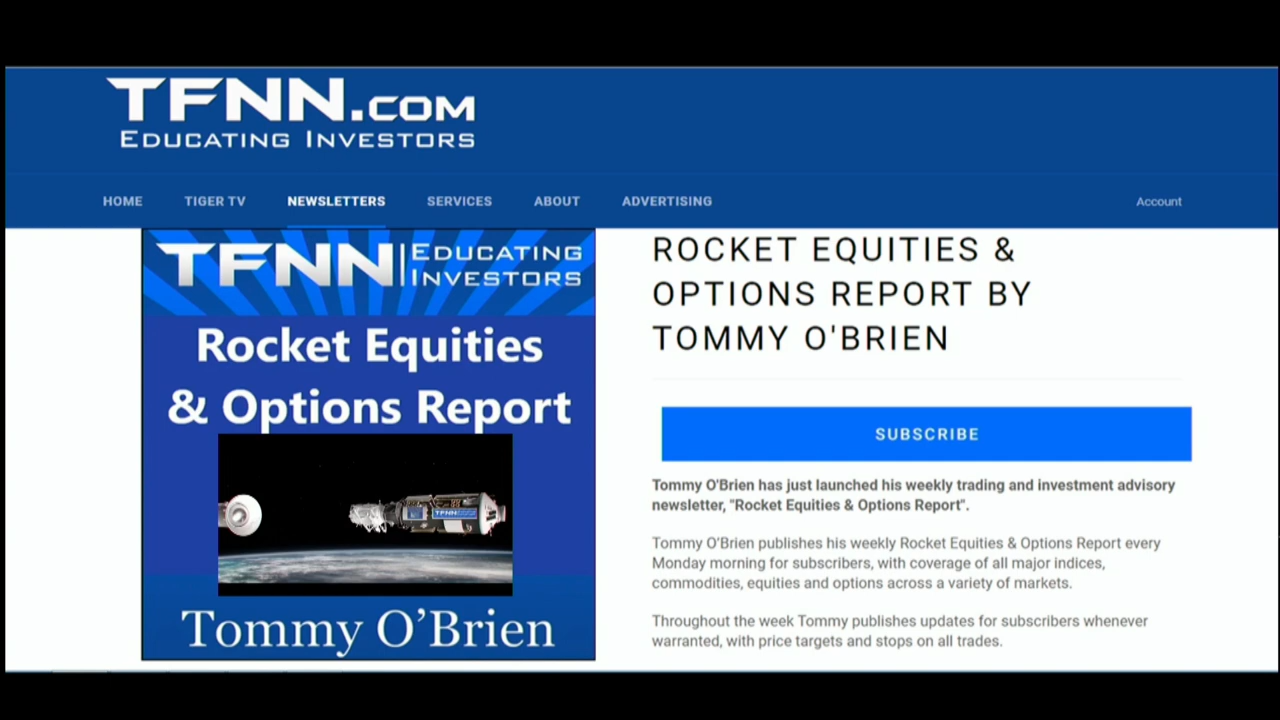 TFNN.COM
EDUCATING INVESTORS
HOME TIGER TV NEWSLETTERS SERVICES ABOUT ADVERTISING Account
TFNN | EDUCATING
INVESTORS
Rocket Equities
& Options Report
TFNN
Tommy O’Brien
ROCKET EQUITIES &
OPTIONS REPORT BY
TOMMY O'BRIEN
SUBSCRIBE
Tommy O'Brien has just launched his weekly trading and investment advisory
newsletter, "Rocket Equities & Options Report".
Tommy O’Brien publishes his weekly Rocket Equities & Options Report every
Monday morning for subscribers, with coverage of all major indices,
commodities, equities and options across a variety of markets.
Throughout the week Tommy publishes updates for subscribers whenever
warranted, with price targets and stops on all trades.